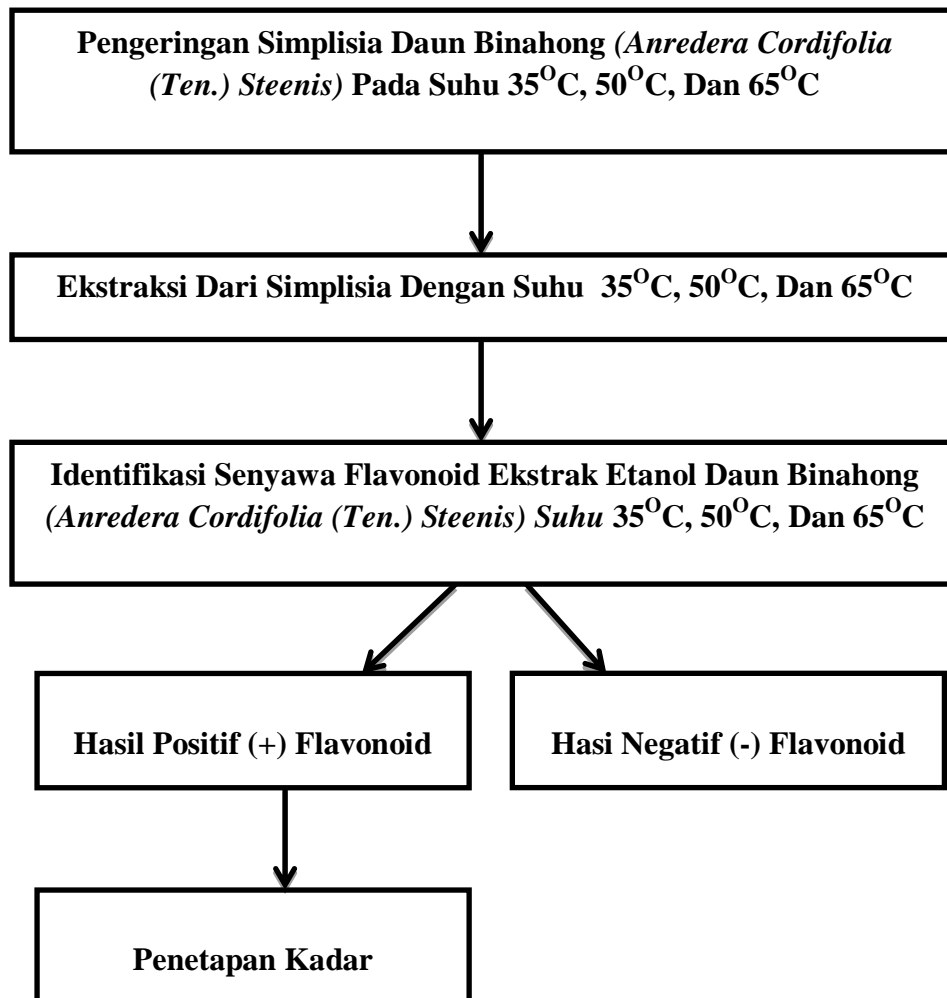 Pengeringan Simplisia Daun Binahong (Anredera Cordifolia
(Ten.) Steenis) Pada Suhu 35ᴼC, 50ᴼC, Dan 65ᴼC
Ekstraksi Dari Simplisia Dengan Suhu 35ᴼC, 50ᴼC, Dan 65ᴼC
Identifikasi Senyawa Flavonoid Ekstrak Etanol Daun Binahong
(Anredera Cordifolia (Ten.) Steenis) Suhu 35ᴼC, 50ᴼC, Dan 65ᴼC
Hasil Positif (+) Flavonoid
Hasi Negatif (-) Flavonoid
Penetapan Kadar